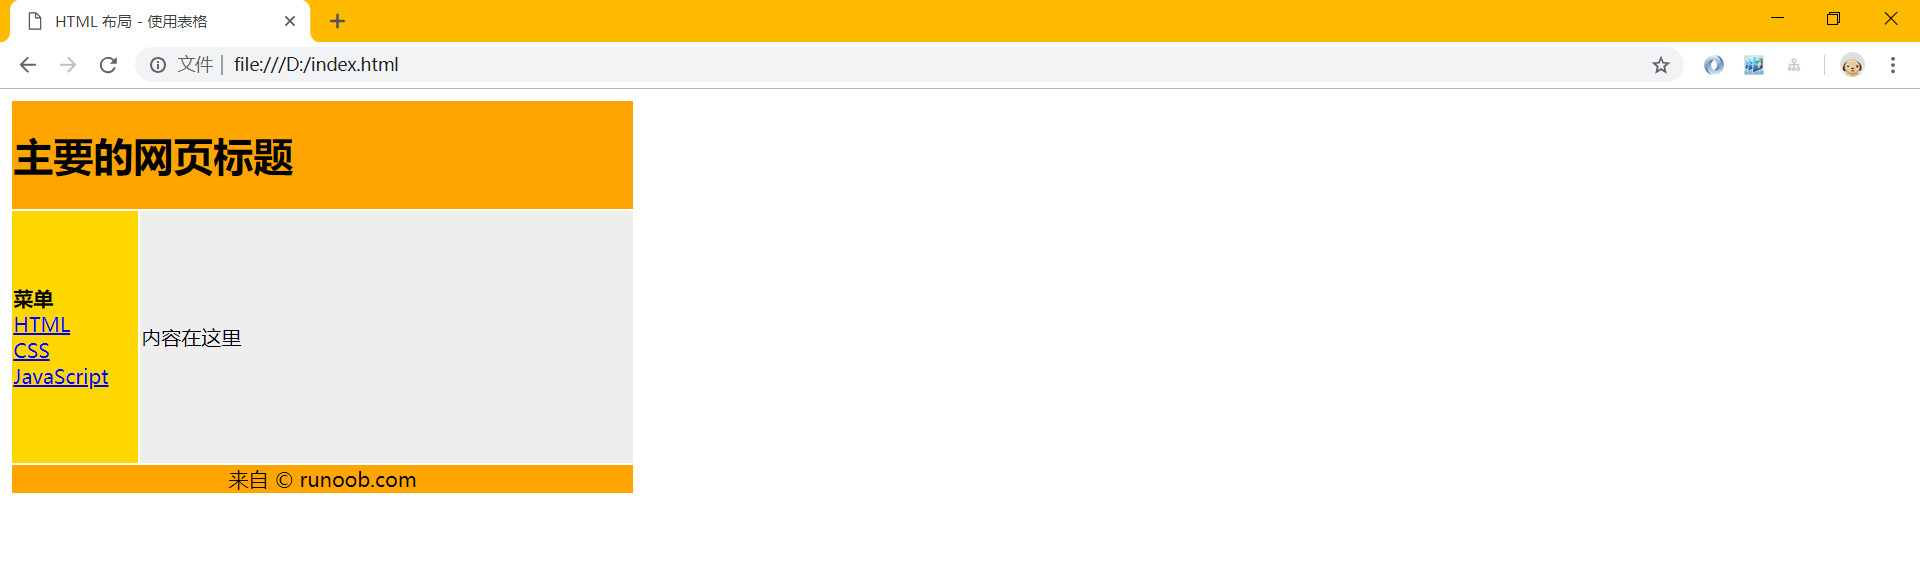 HTML 布局 - 使用表格
文件 | file:///D:/index.html
主要的网页标题
菜单
HTML
CSS
JavaScript
内容在这里
来自 © runoob.com